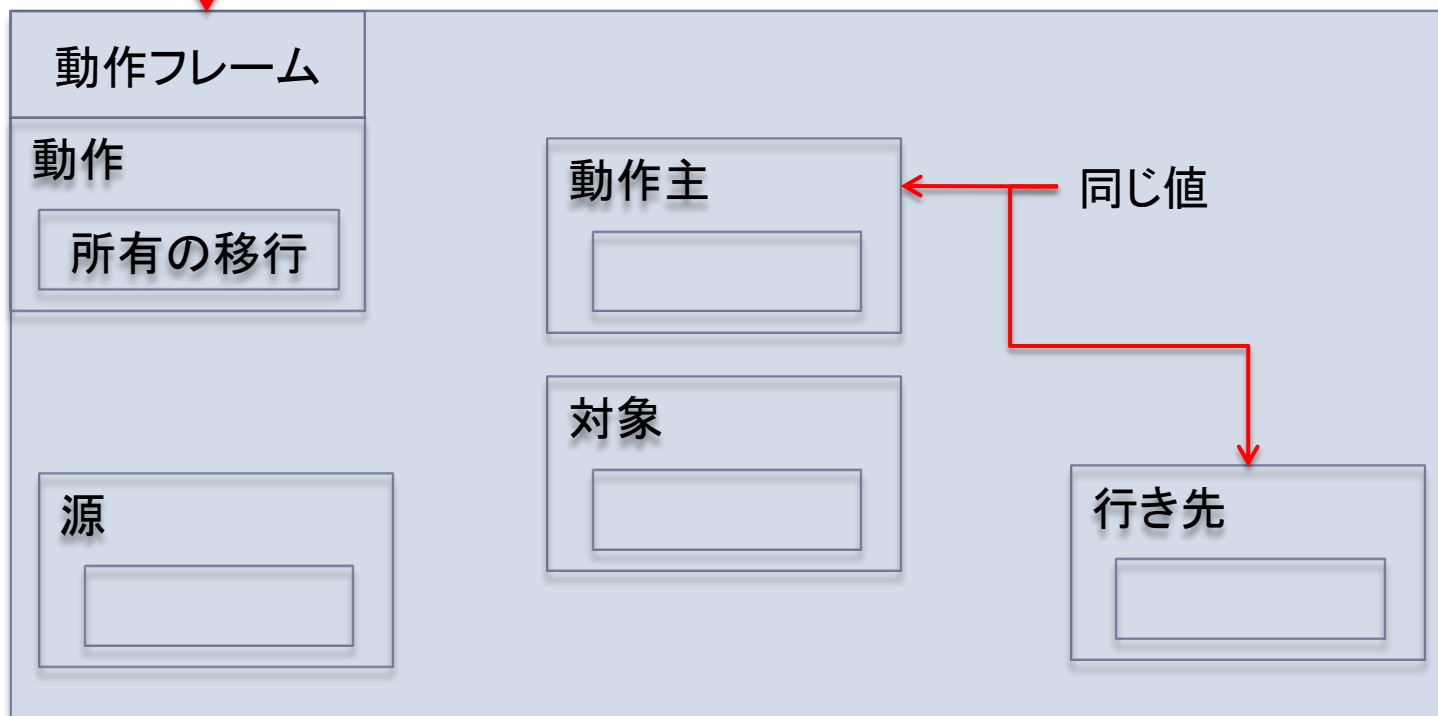 動作フレーム
動作
所有の移行
動作主
同じ値
対象
源
行き先